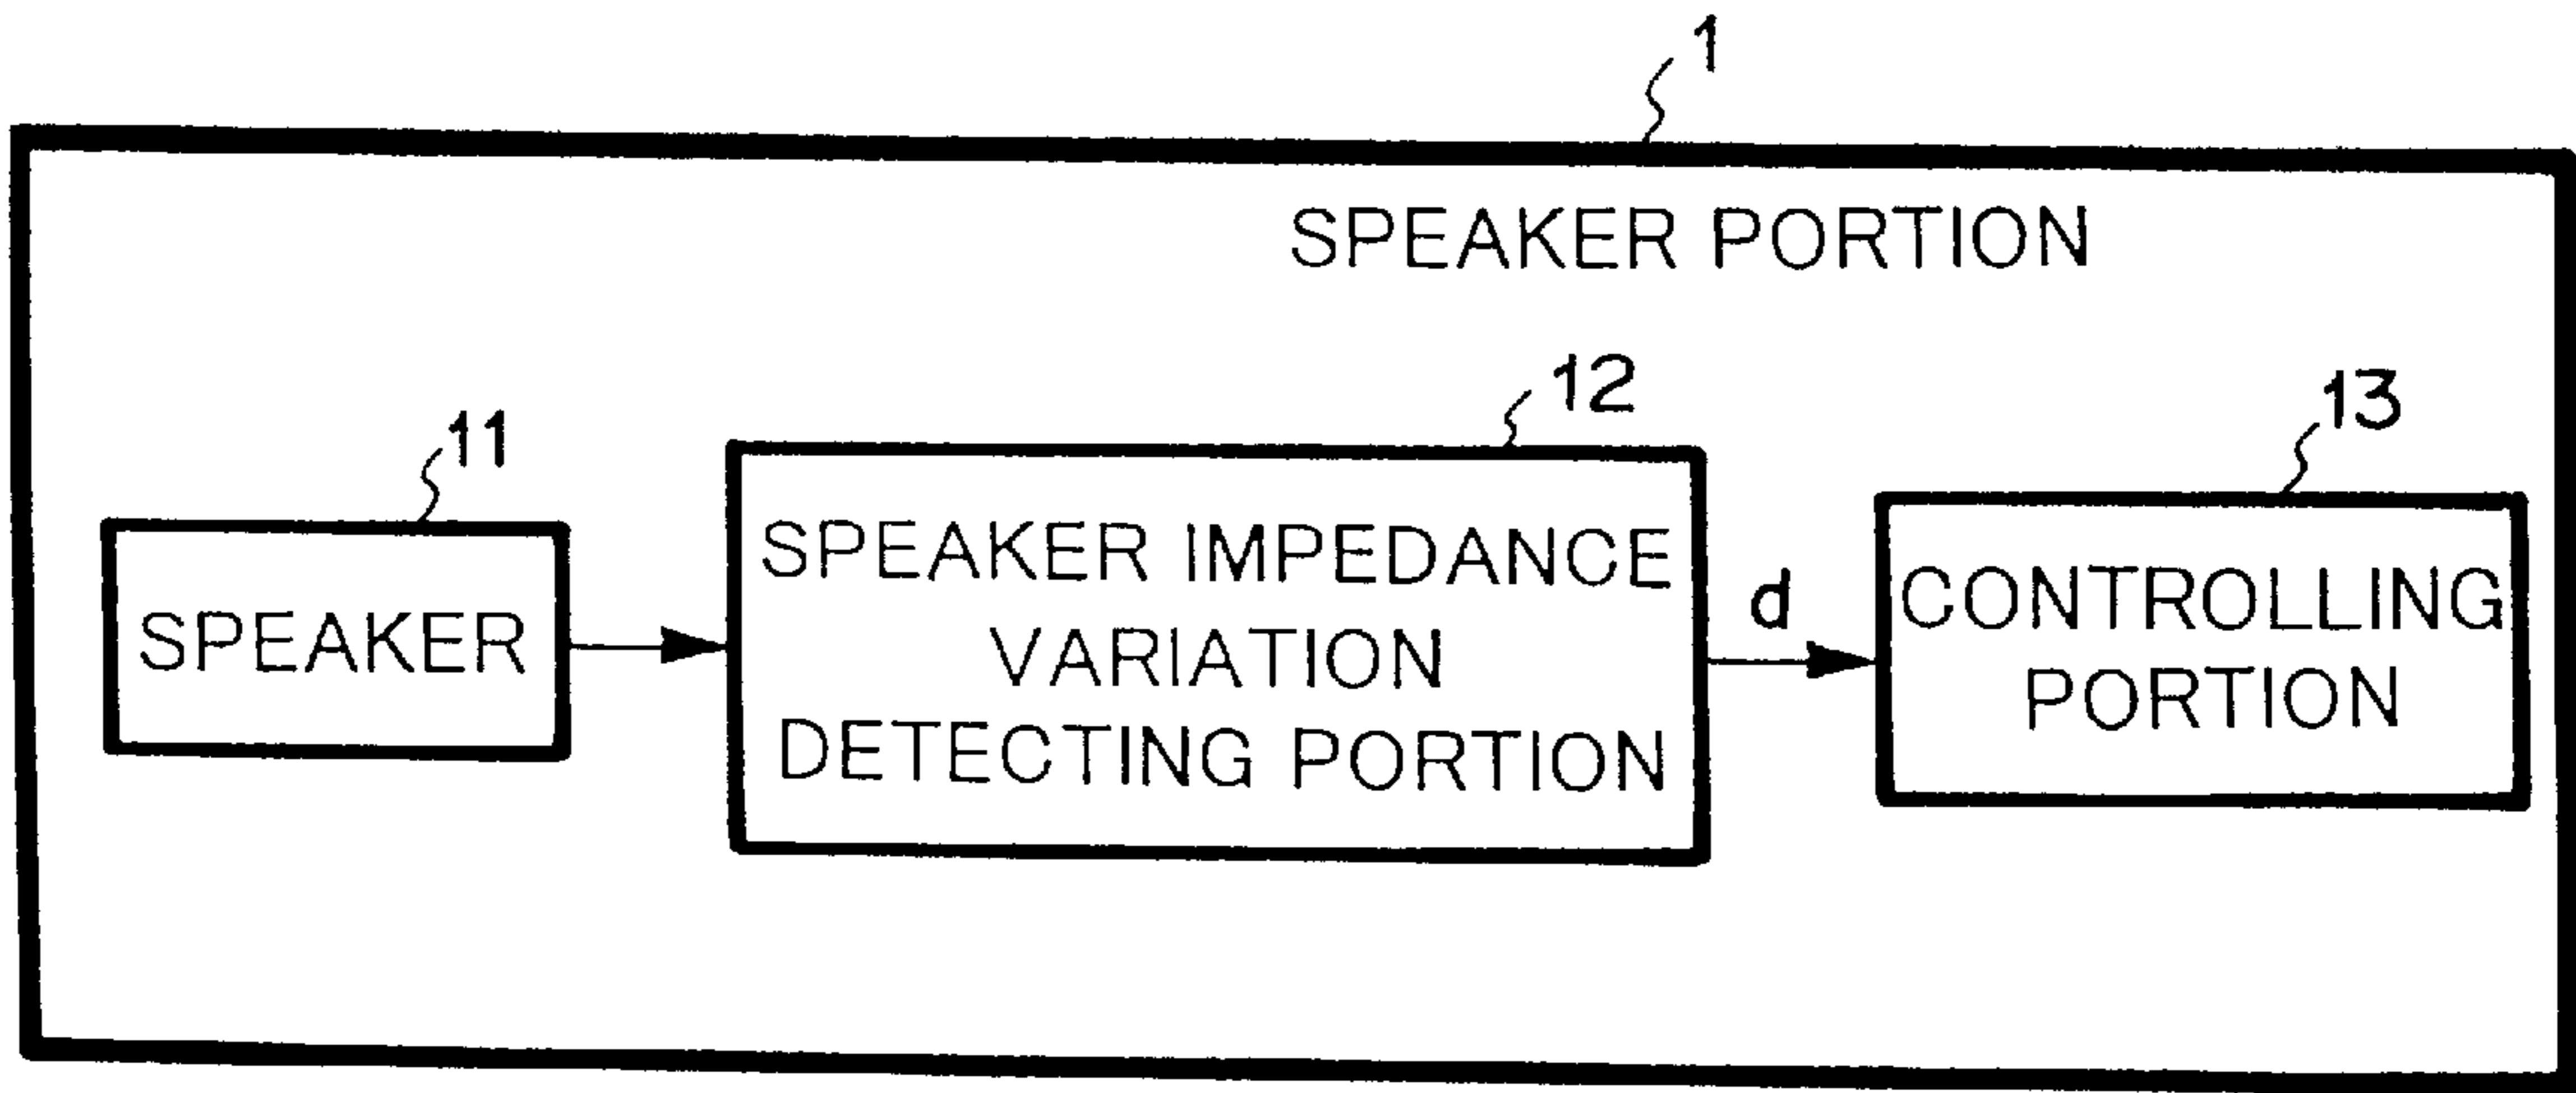 1
SPEAKER PORTION
11
12
13
SPEAKER
SPEAKER IMPEDANCE
VARIATION
DETECTING PORTION
d
CONTROLLING
PORTION